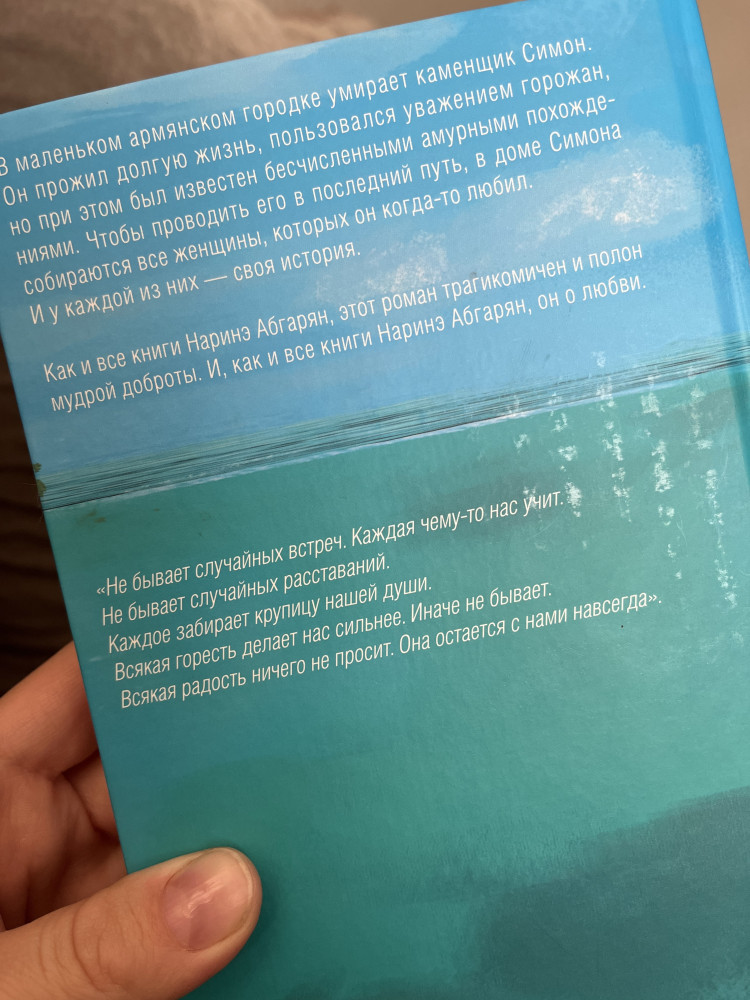 В маленьком армянском городке умирает каменщик Симон.
Он прожил долгую жизнь, пользовался уважением горожан,
но при этом был известен бесчисленными амурными похожде-
ниями. Чтобы проводить его в последний путь, в доме Симона
собираются все женщины, которых он когда-то любил.
И у каждой из них — своя история.
Как и все книги Наринэ Абгарян, этот роман трагикомичен и полон
мудрой доброты. И, как и все книги Наринэ Абгарян, он о любви.
«Не бывает случайных встреч. Каждая чему-то нас учит.
Не бывает случайных расставаний.
Каждое забирает крупицу нашей души.
Всякая горесть делает нас сильнее. Иначе не бывает.
Всякая радость ничего не просит. Она остается с нами навсегда».